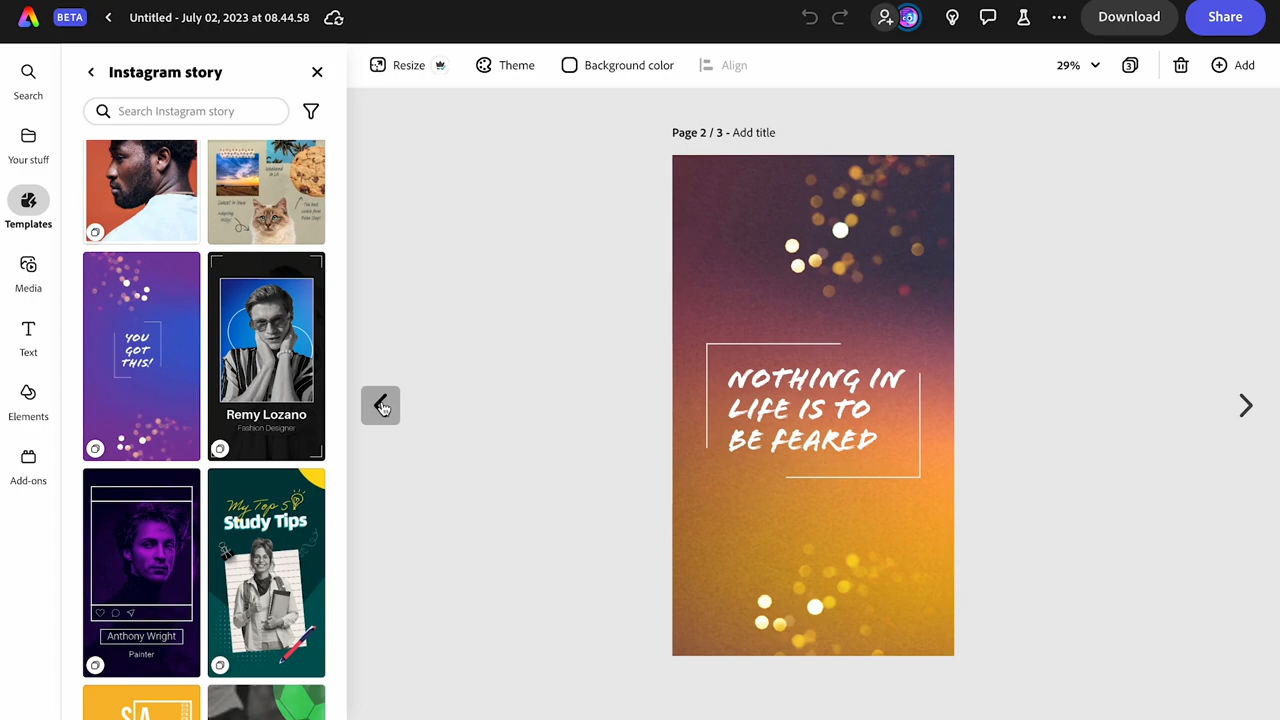 BETA
Untitled - July 02, 2023 at 08.44.58
Download
Share
Search
Your stuff
Templates
Media
Text
Elements
Add-ons
Instagram story
Search Instagram story
YOU
GOT
THIS!
Remy Lozano
Fashion Designer
Anthony Wright
Painter
My Top 5
Study Tips
Resize
Theme
Background color
Align
29%
Add
Page 2 / 3 - Add title
NOTHING IN
LIFE IS TO
BE FEARED